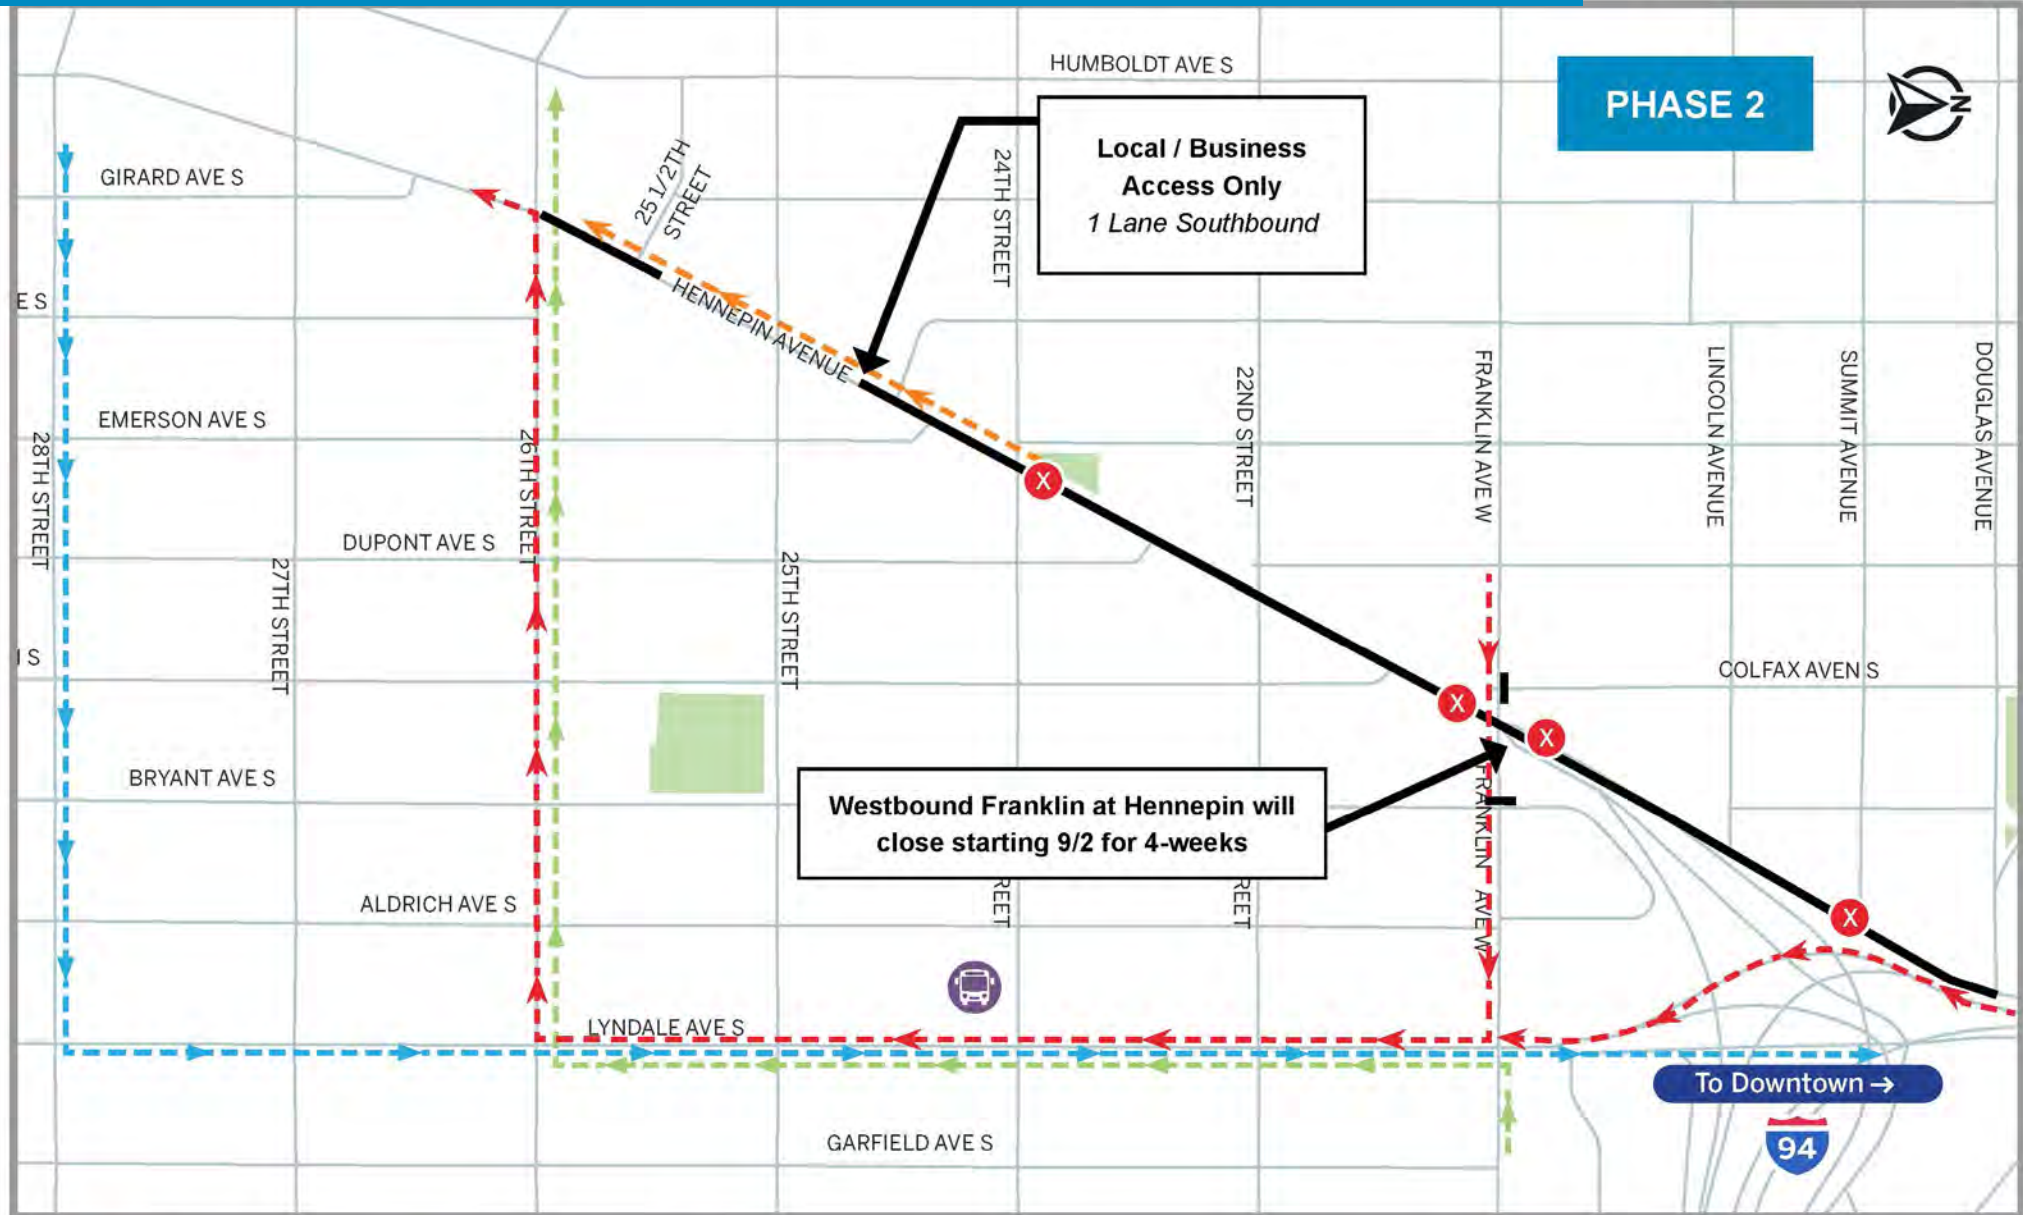 HUMBOLDT AVE S
PHASE 2
N
Local / Business
Access Only
1 Lane Southbound
GIRARD AVE S
25 1/2TH
STREET
24TH STREET
E S
HENNEPIN AVENUE
EMERSON AVE S
28TH STREET
26TH STREET
22ND STREET
FRANKLIN AVE W
LINCOLN AVENUE
SUMMIT AVENUE
DOUGLAS AVENUE
X
DUPONT AVE S
27TH STREET
25TH STREET
I S
COLFAX AVEN S
X
X
BRYANT AVE S
Westbound Franklin at Hennepin will
close starting 9/2 for 4-weeks
FRANKLIN AVE W
ALDRICH AVE S
REET
REET
X
LYNDALE AVE S
To Downtown →
GARFIELD AVE S
94